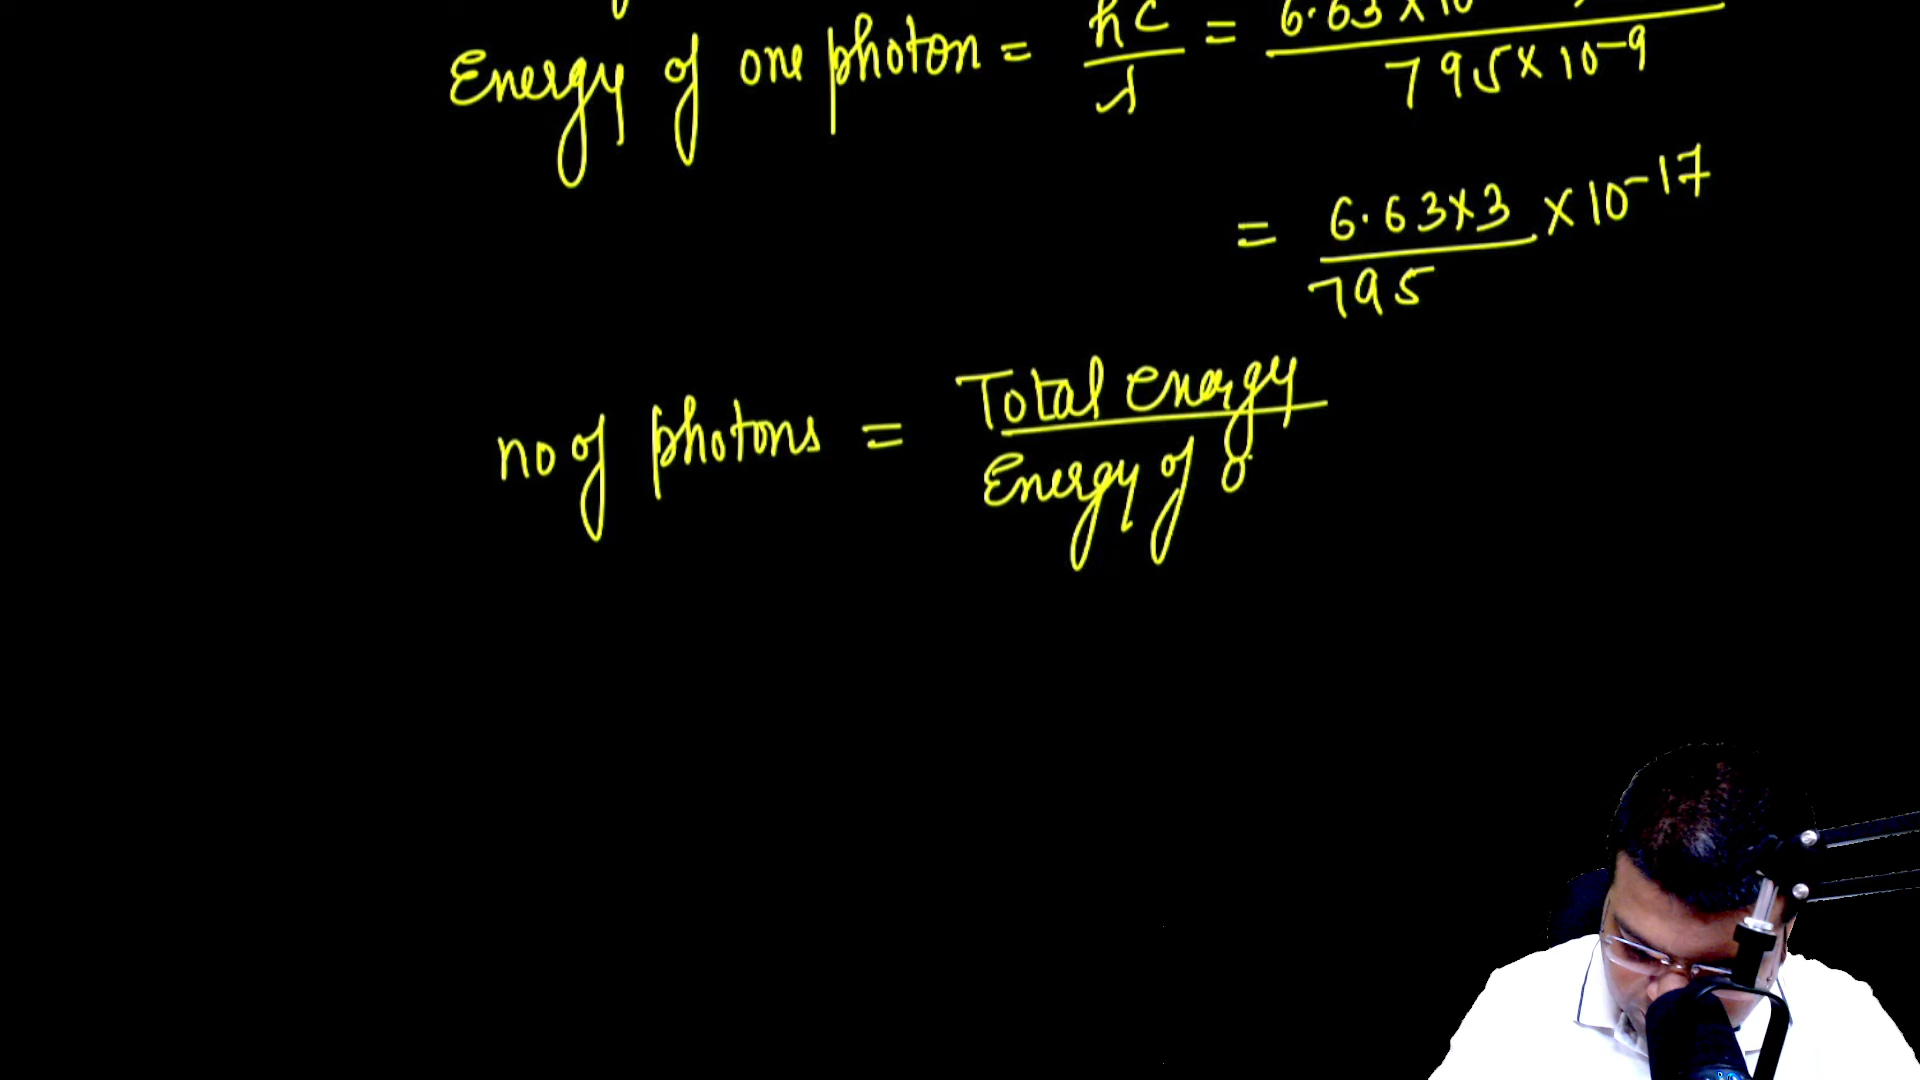 Energy of one photon = hc/λ = 6.63 × 10 / 795 × 10⁻⁹
= 6.63×3/795 × 10⁻¹⁷
no of photons = Total energy/Energy of o